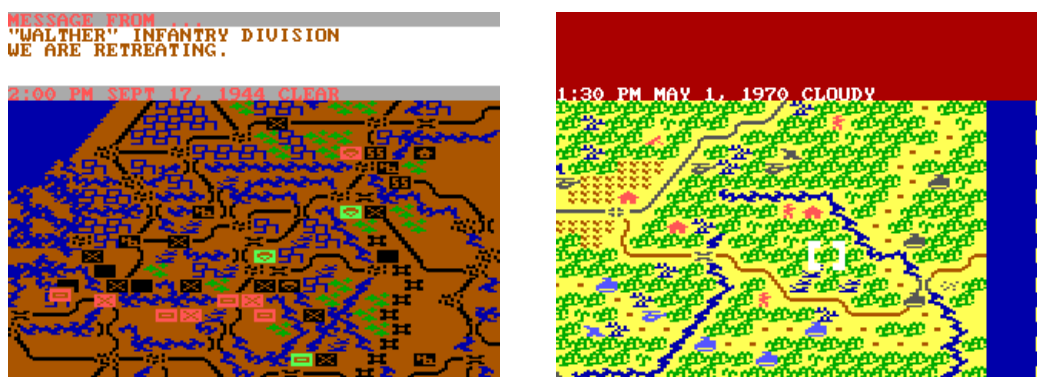 MESSAGE FROM ...
"WALTHER" INFANTRY DIVISION
WE ARE RETREATING.
2:00 PM SEPT 17, 1944 CLEAR
1:30 PM MAY 1, 1970 CLOUDY